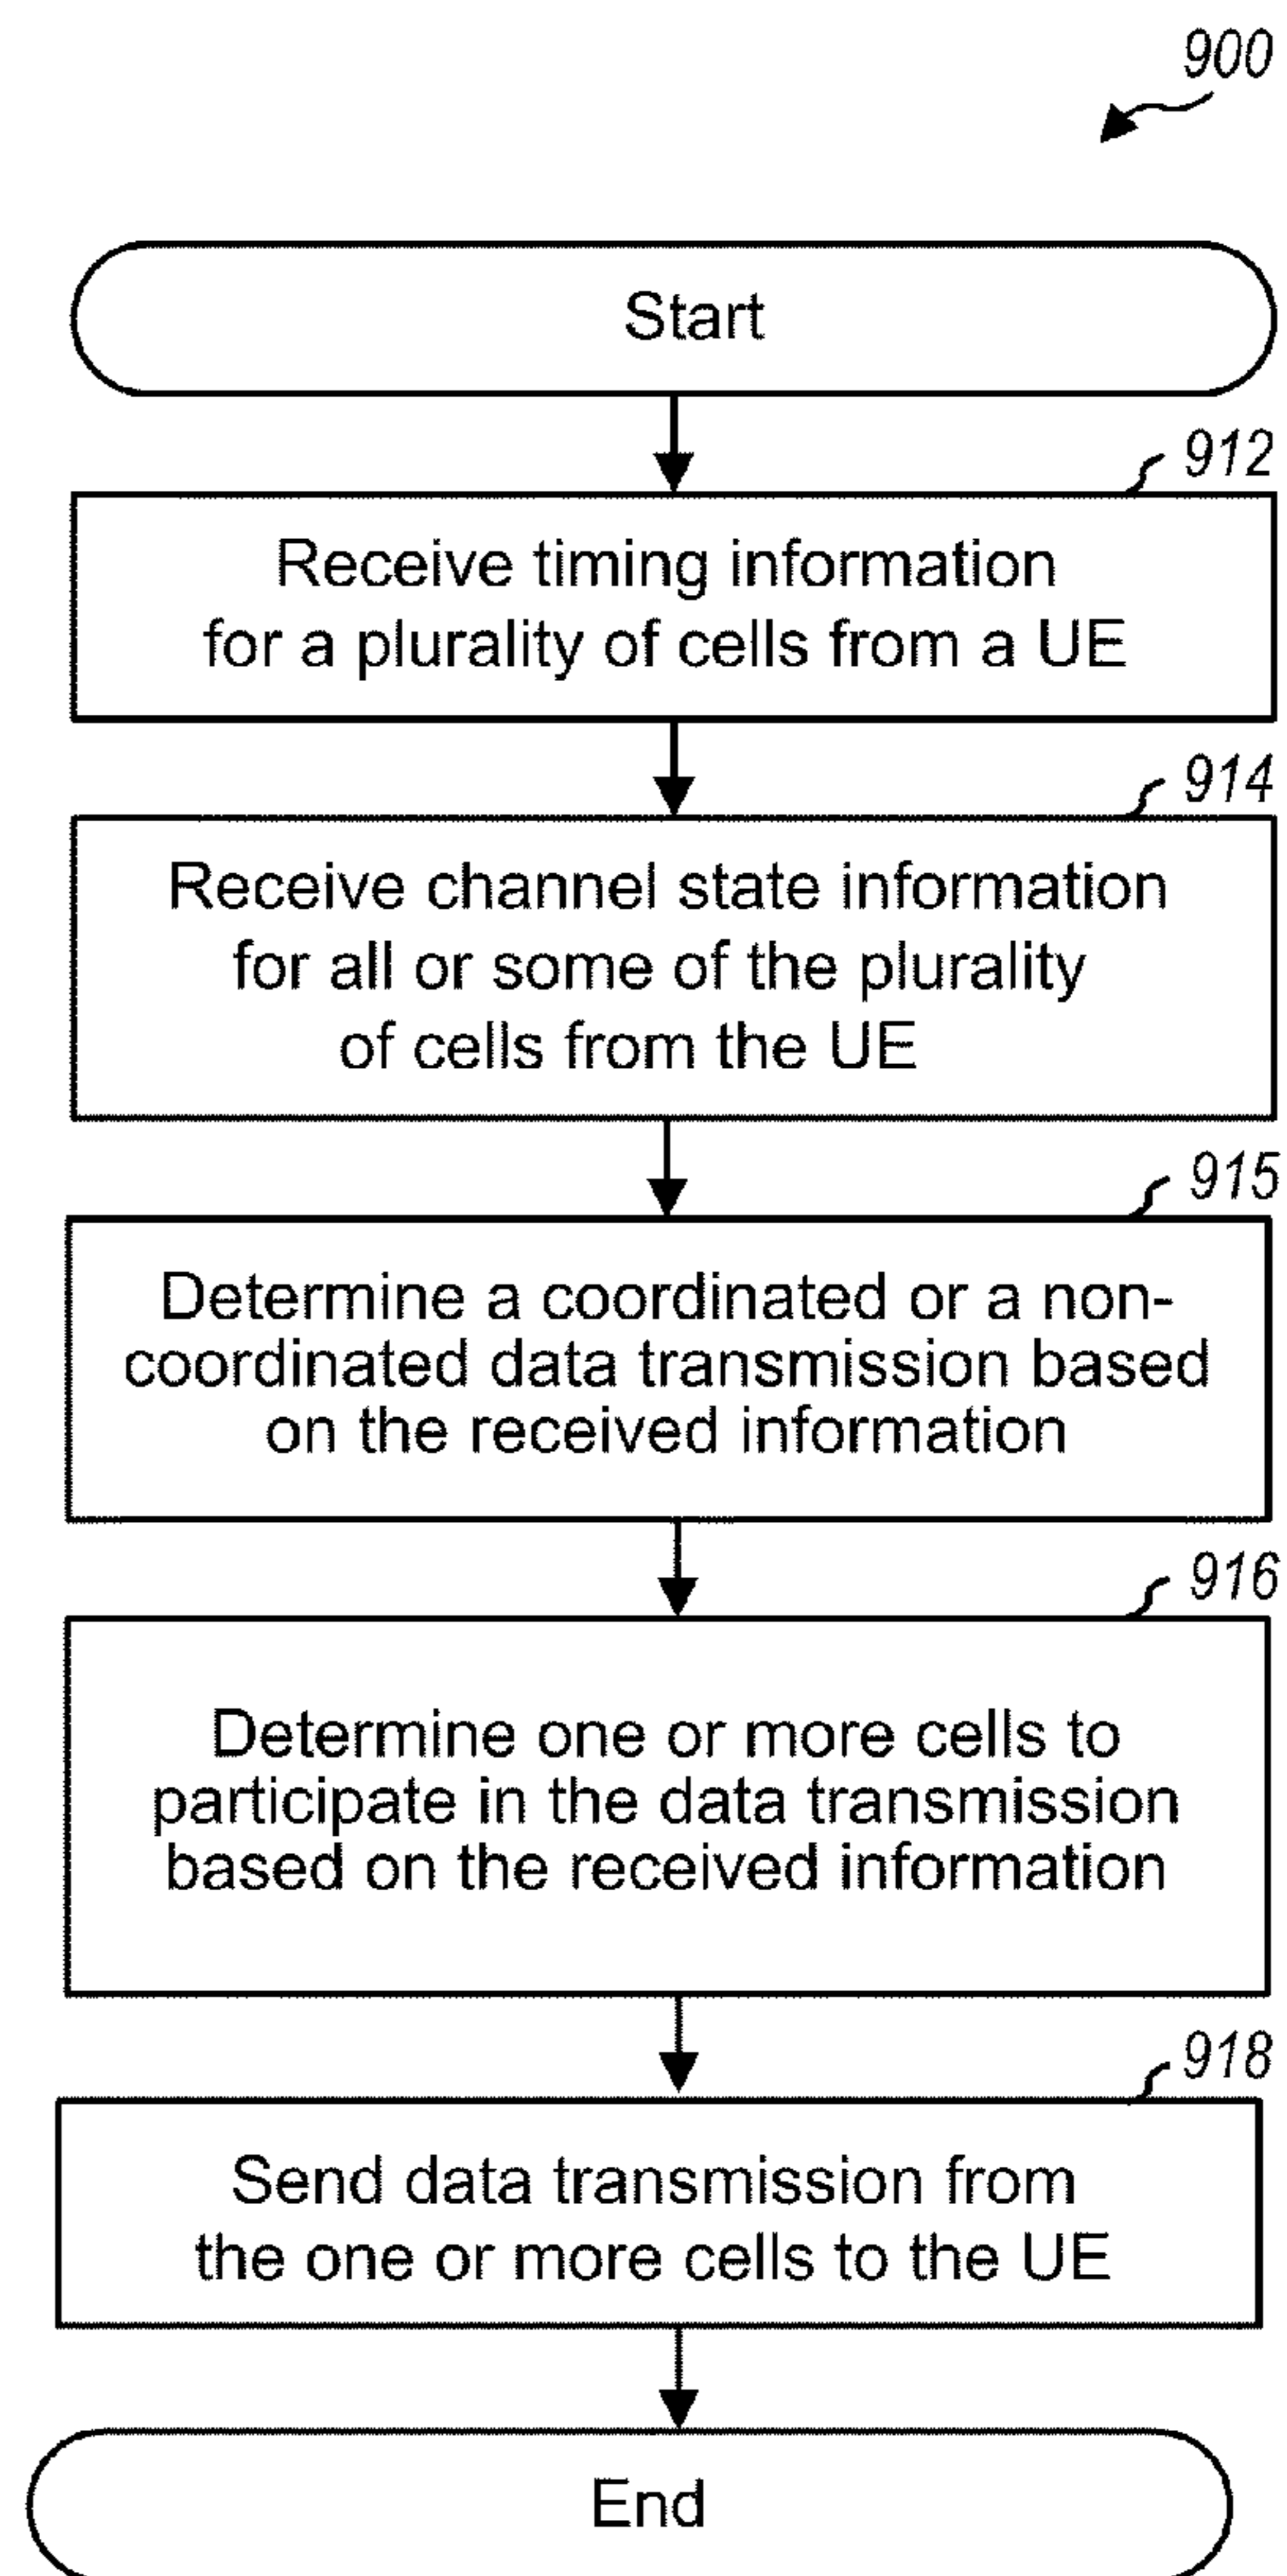 900
Start
912
Receive timing information
for a plurality of cells from a UE
914
Receive channel state information
for all or some of the plurality
of cells from the UE
915
Determine a coordinated or a non-
coordinated data transmission based
on the received information
916
Determine one or more cells to
participate in the data transmission
based on the received information
918
Send data transmission from
the one or more cells to the UE
End